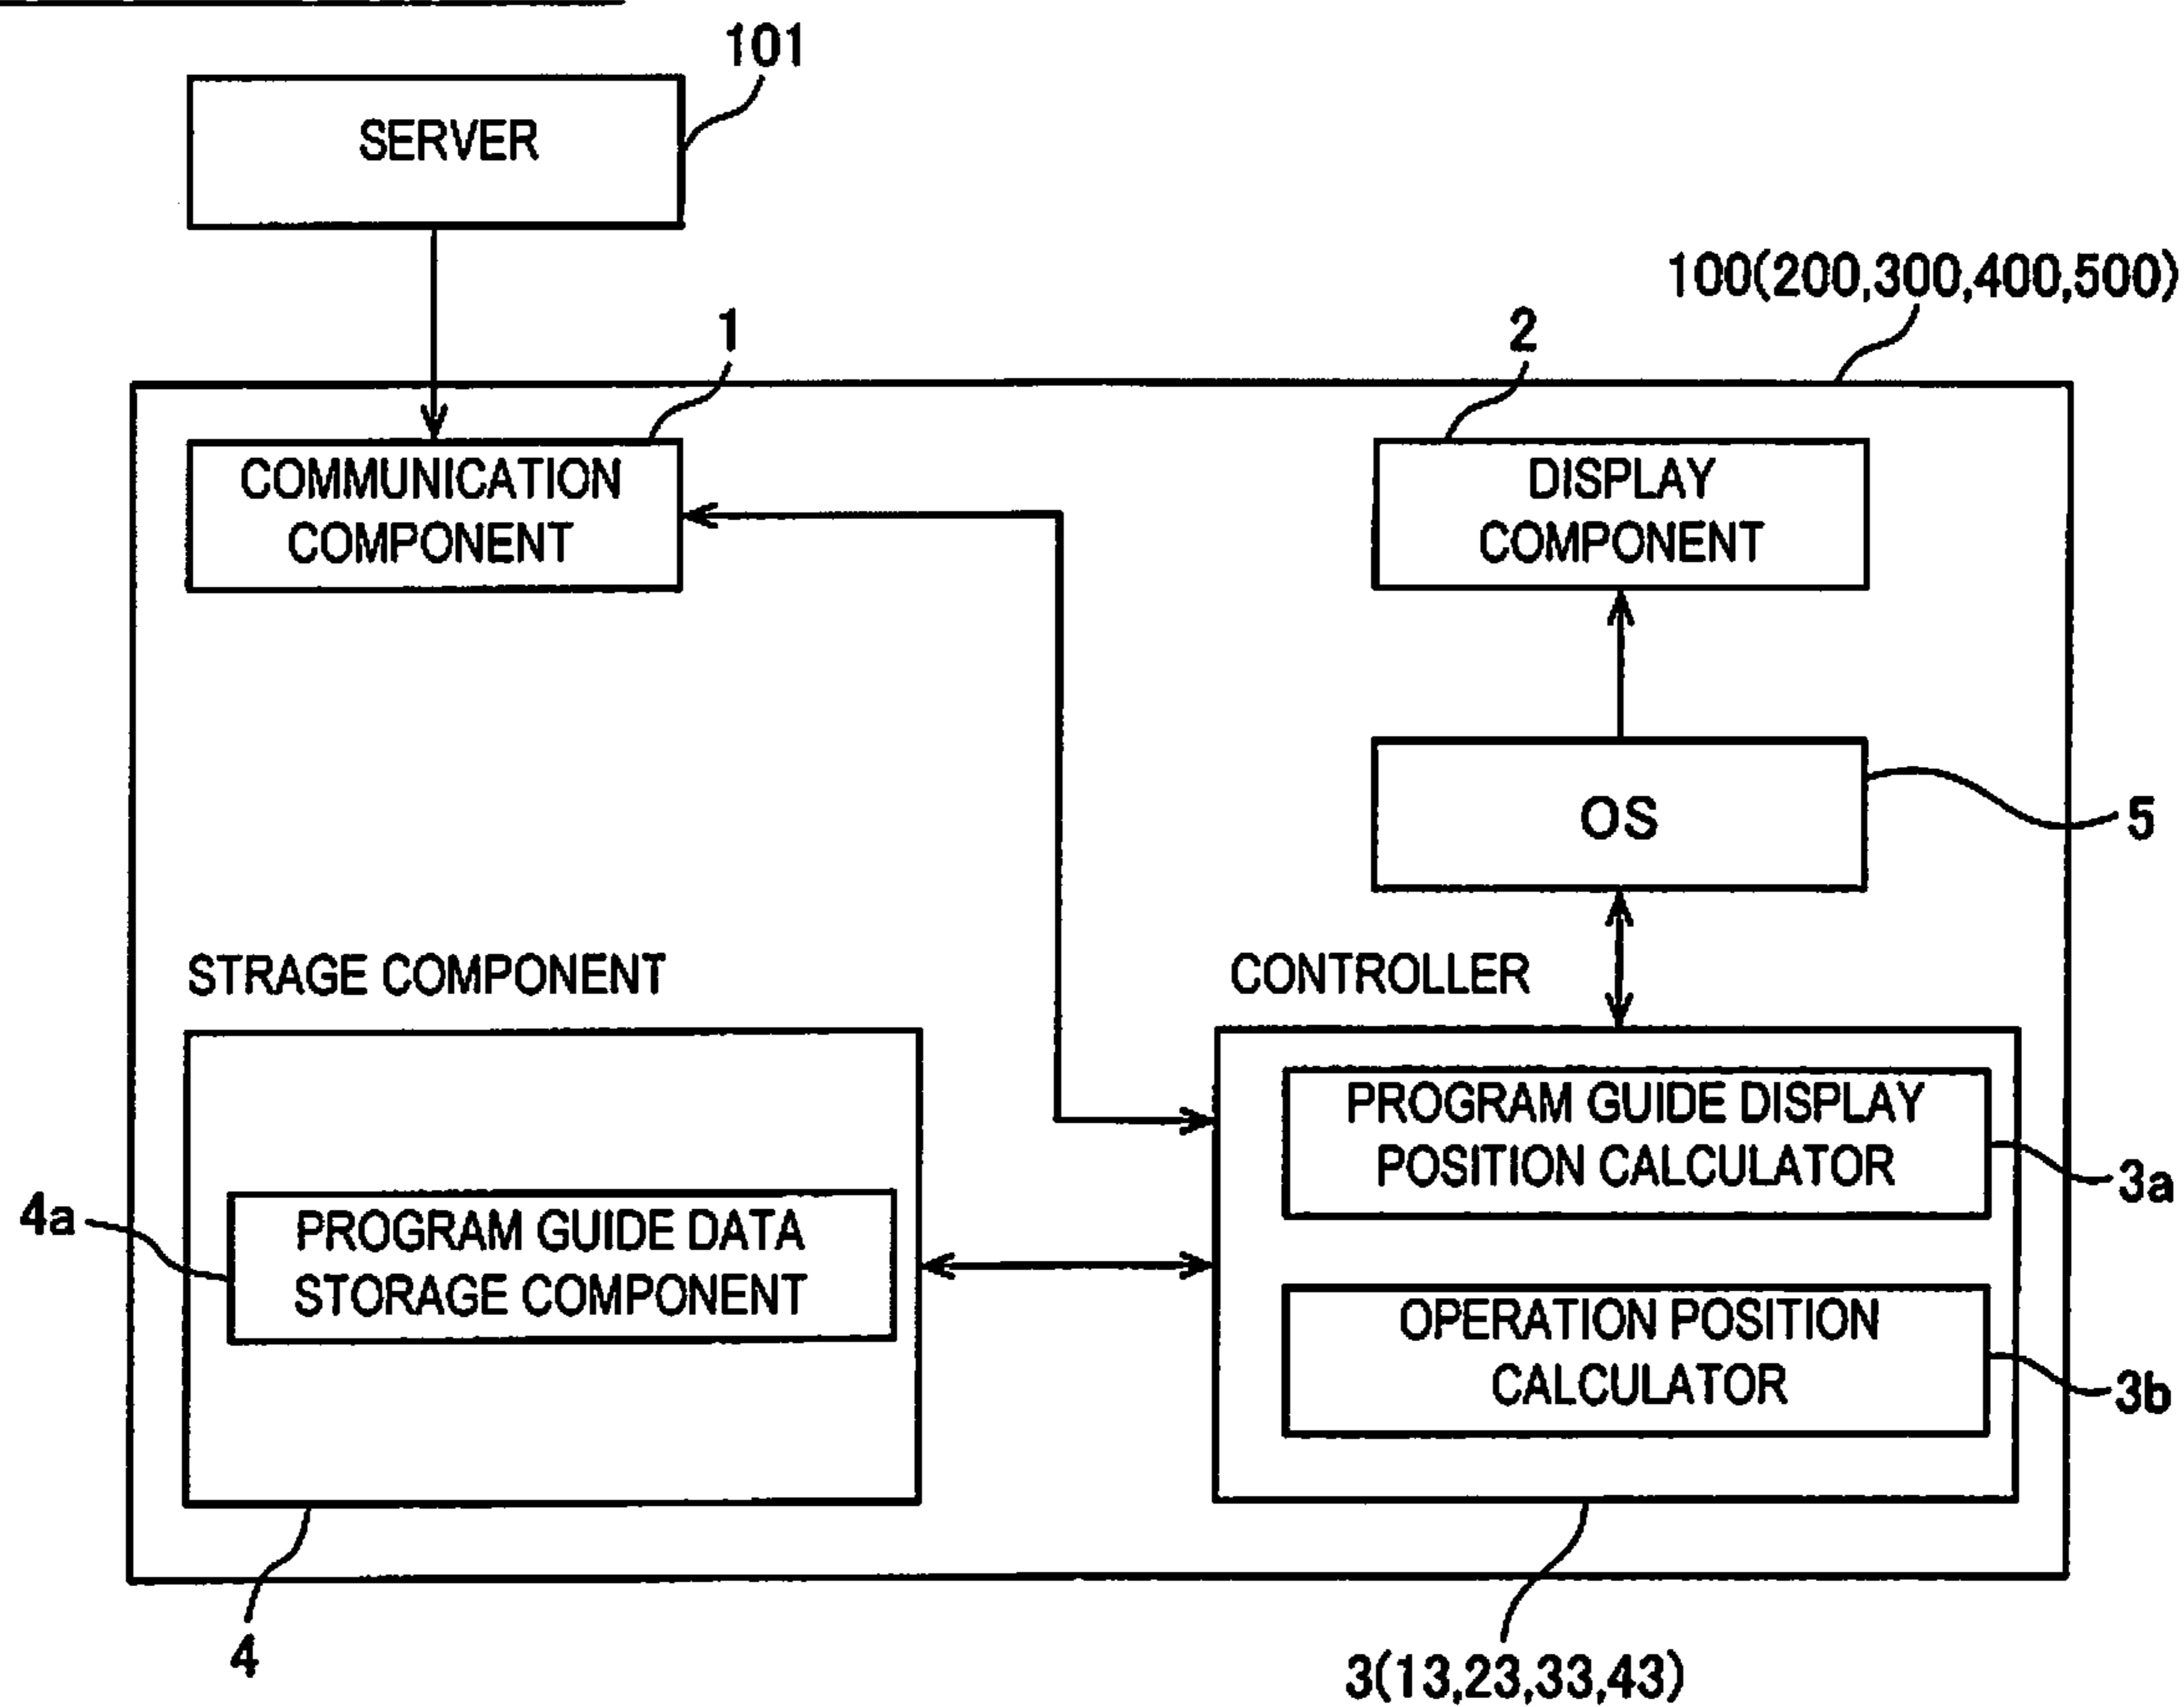 101
SERVER
100(200,300,400,500)
1
2
COMMUNICATION
COMPONENT
DISPLAY
COMPONENT
OS
5
STRAGE COMPONENT
CONTROLLER
PROGRAM GUIDE DISPLAY
POSITION CALCULATOR
3a
4a
PROGRAM GUIDE DATA
STORAGE COMPONENT
OPERATION POSITION
CALCULATOR
3b
4
3(13,23,33,43)